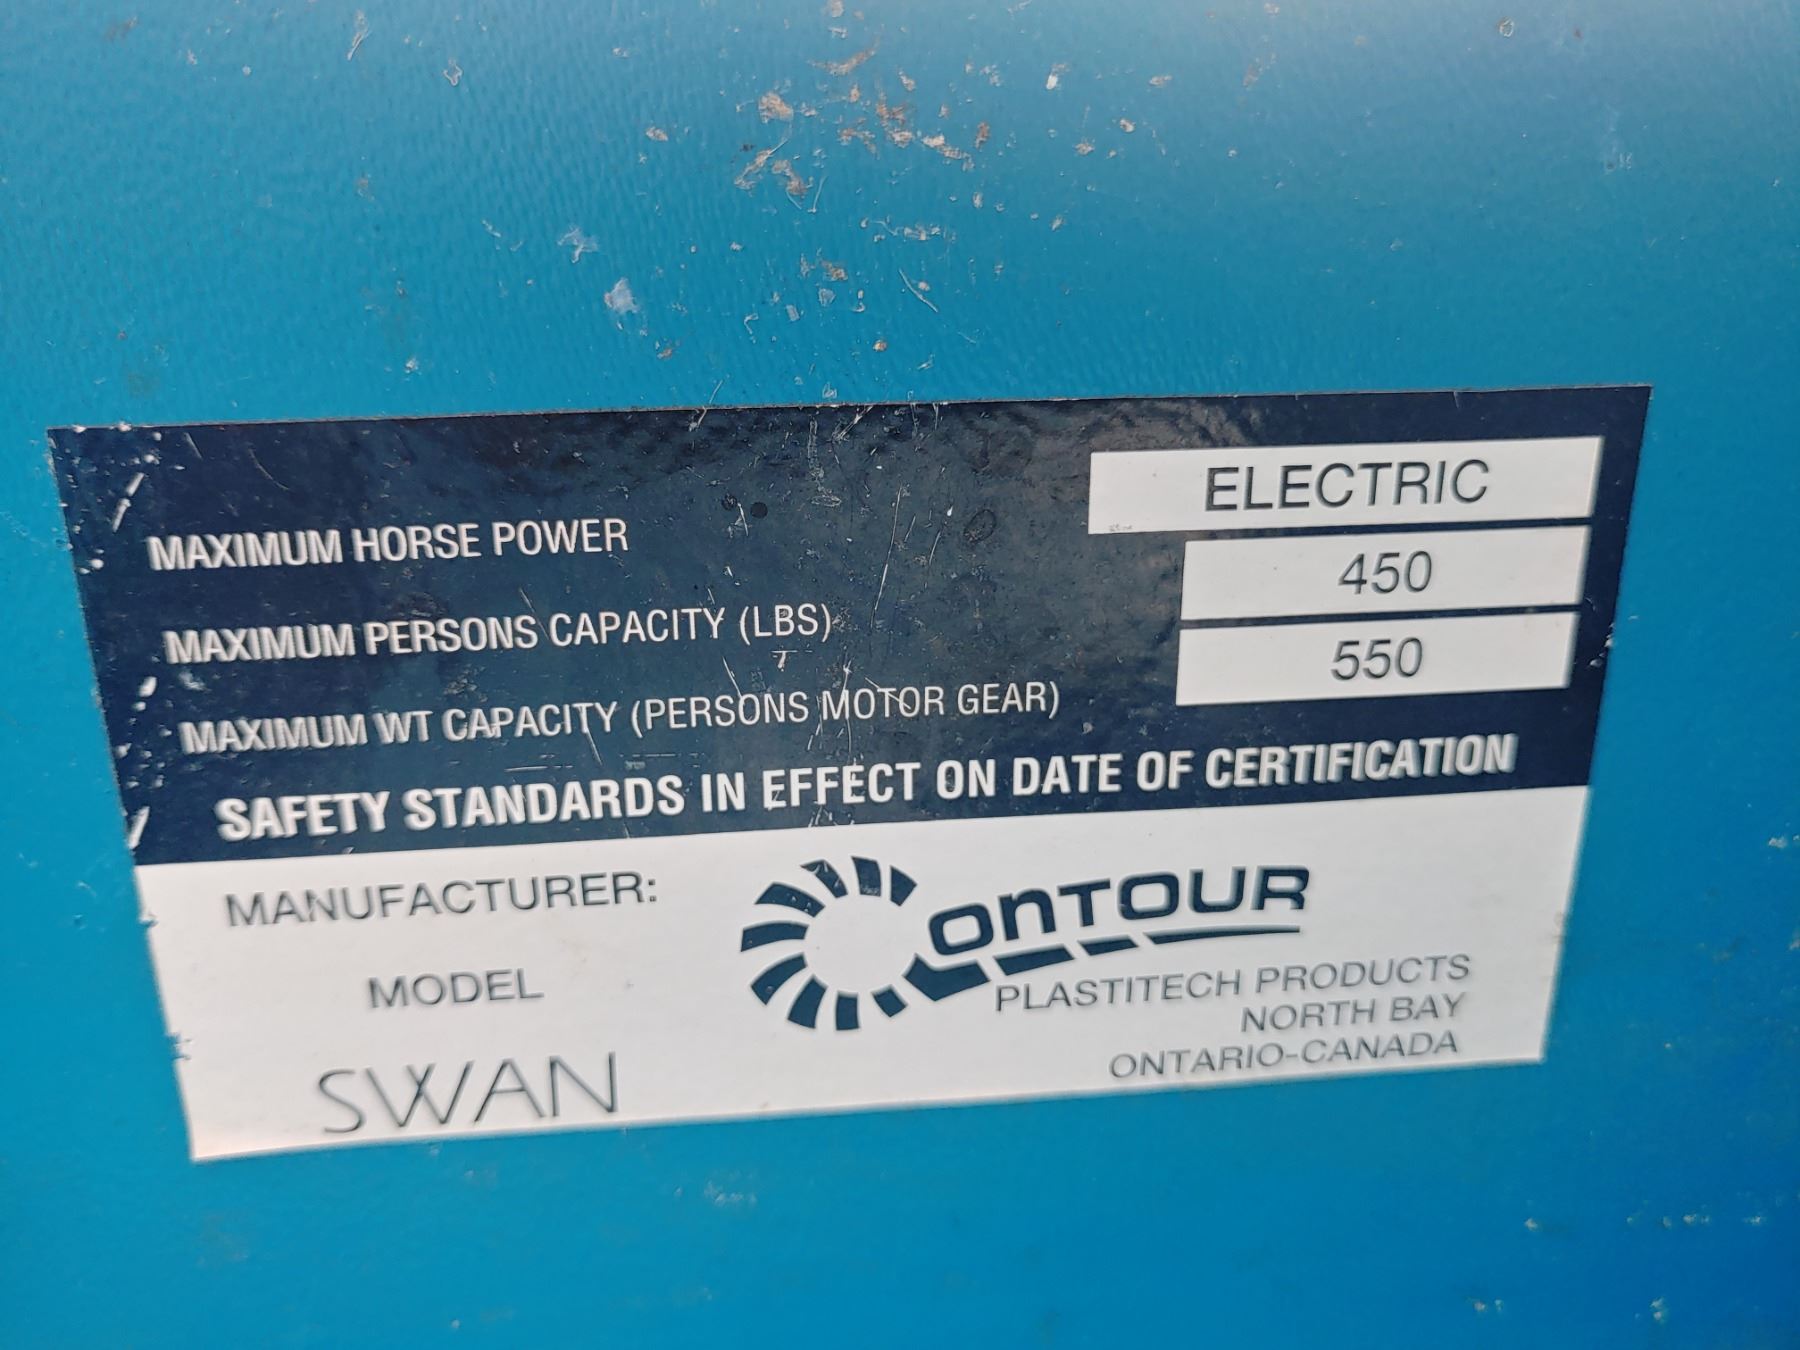 MAXIMUM HORSE POWER ELECTRIC
MAXIMUM PERSONS CAPACITY (LBS) 450
MAXIMUM WT CAPACITY (PERSONS MOTOR GEAR) 550
SAFETY STANDARDS IN EFFECT ON DATE OF CERTIFICATION
MANUFACTURER: ConTOUR
MODEL PLASTITECH PRODUCTS
NORTH BAY
SWAN ONTARIO-CANADA